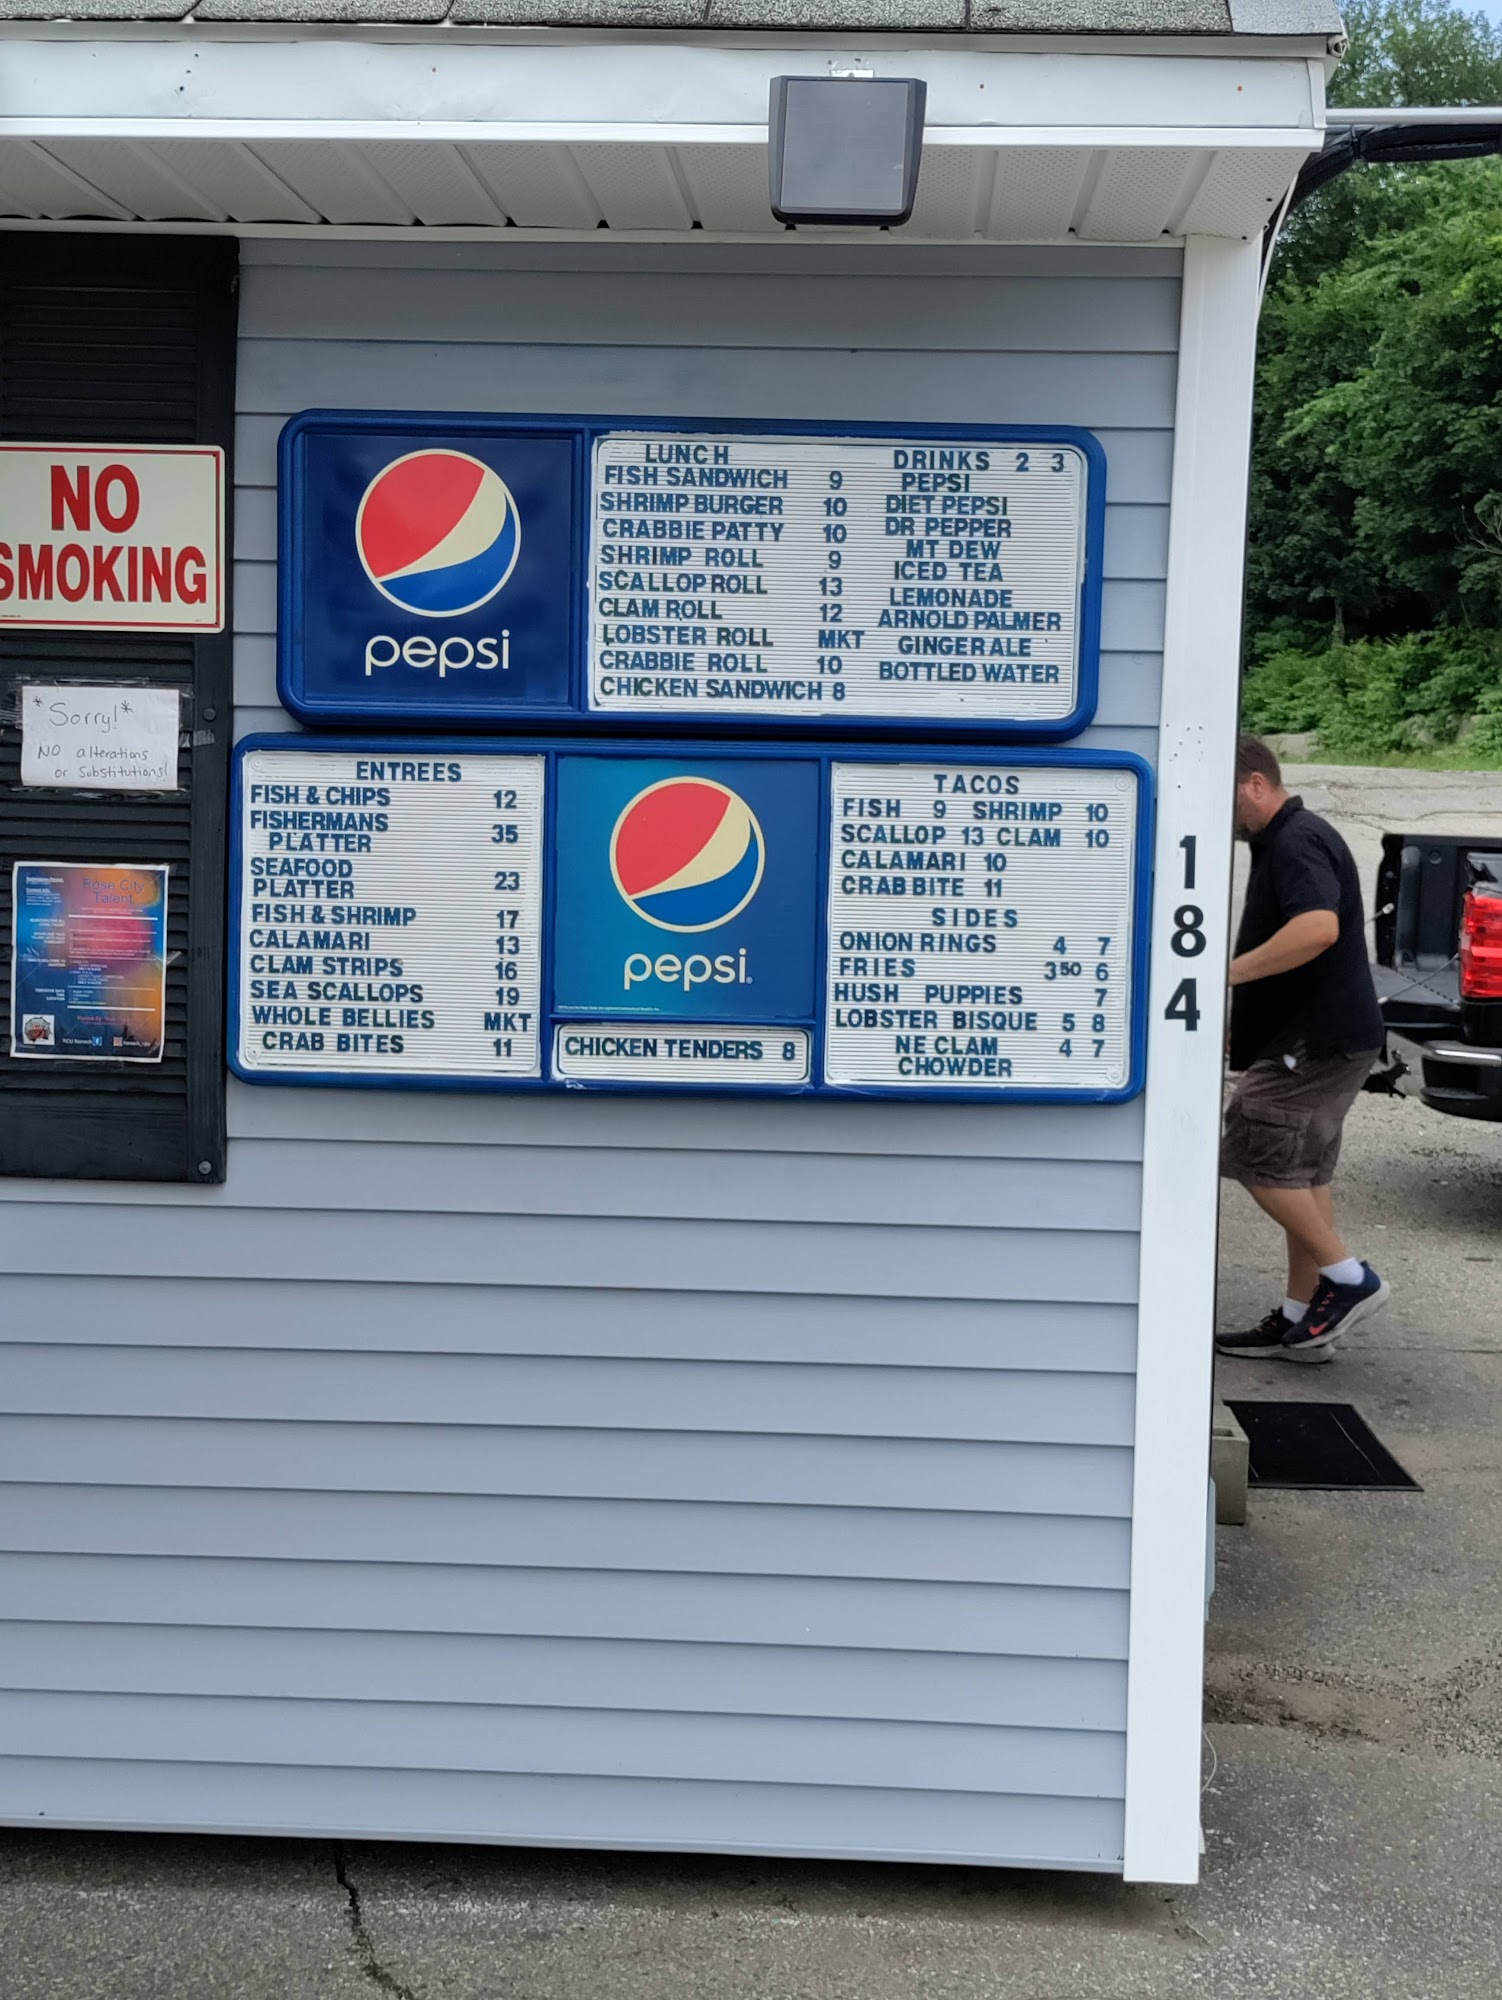 NO
SMOKING
*Sorry!*
NO alterations
or Substitutions!
Rose City
Talent
pepsi
LUNCH
FISH SANDWICH 9
SHRIMP BURGER 10
CRABBIE PATTY 10
SHRIMP ROLL 9
SCALLOP ROLL 13
CLAM ROLL 12
LOBSTER ROLL MKT
CRABBIE ROLL 10
CHICKEN SANDWICH 8
DRINKS 2 3
PEPSI
DIET PEPSI
DR PEPPER
MT DEW
ICED TEA
LEMONADE
ARNOLD PALMER
GINGER ALE
BOTTLED WATER
ENTREES
FISH & CHIPS 12
FISHERMANS
PLATTER 35
SEAFOOD
PLATTER 23
FISH & SHRIMP 17
CALAMARI 13
CLAM STRIPS 16
SEA SCALLOPS 19
WHOLE BELLIES MKT
CRAB BITES 11
pepsi
CHICKEN TENDERS 8
TACOS
FISH 9 SHRIMP 10
SCALLOP 13 CLAM 10
CALAMARI 10
CRAB BITE 11
SIDES
ONION RINGS 4 7
FRIES 3 50 6
HUSH PUPPIES 7
LOBSTER BISQUE 5 8
NE CLAM 4 7
CHOWDER
184